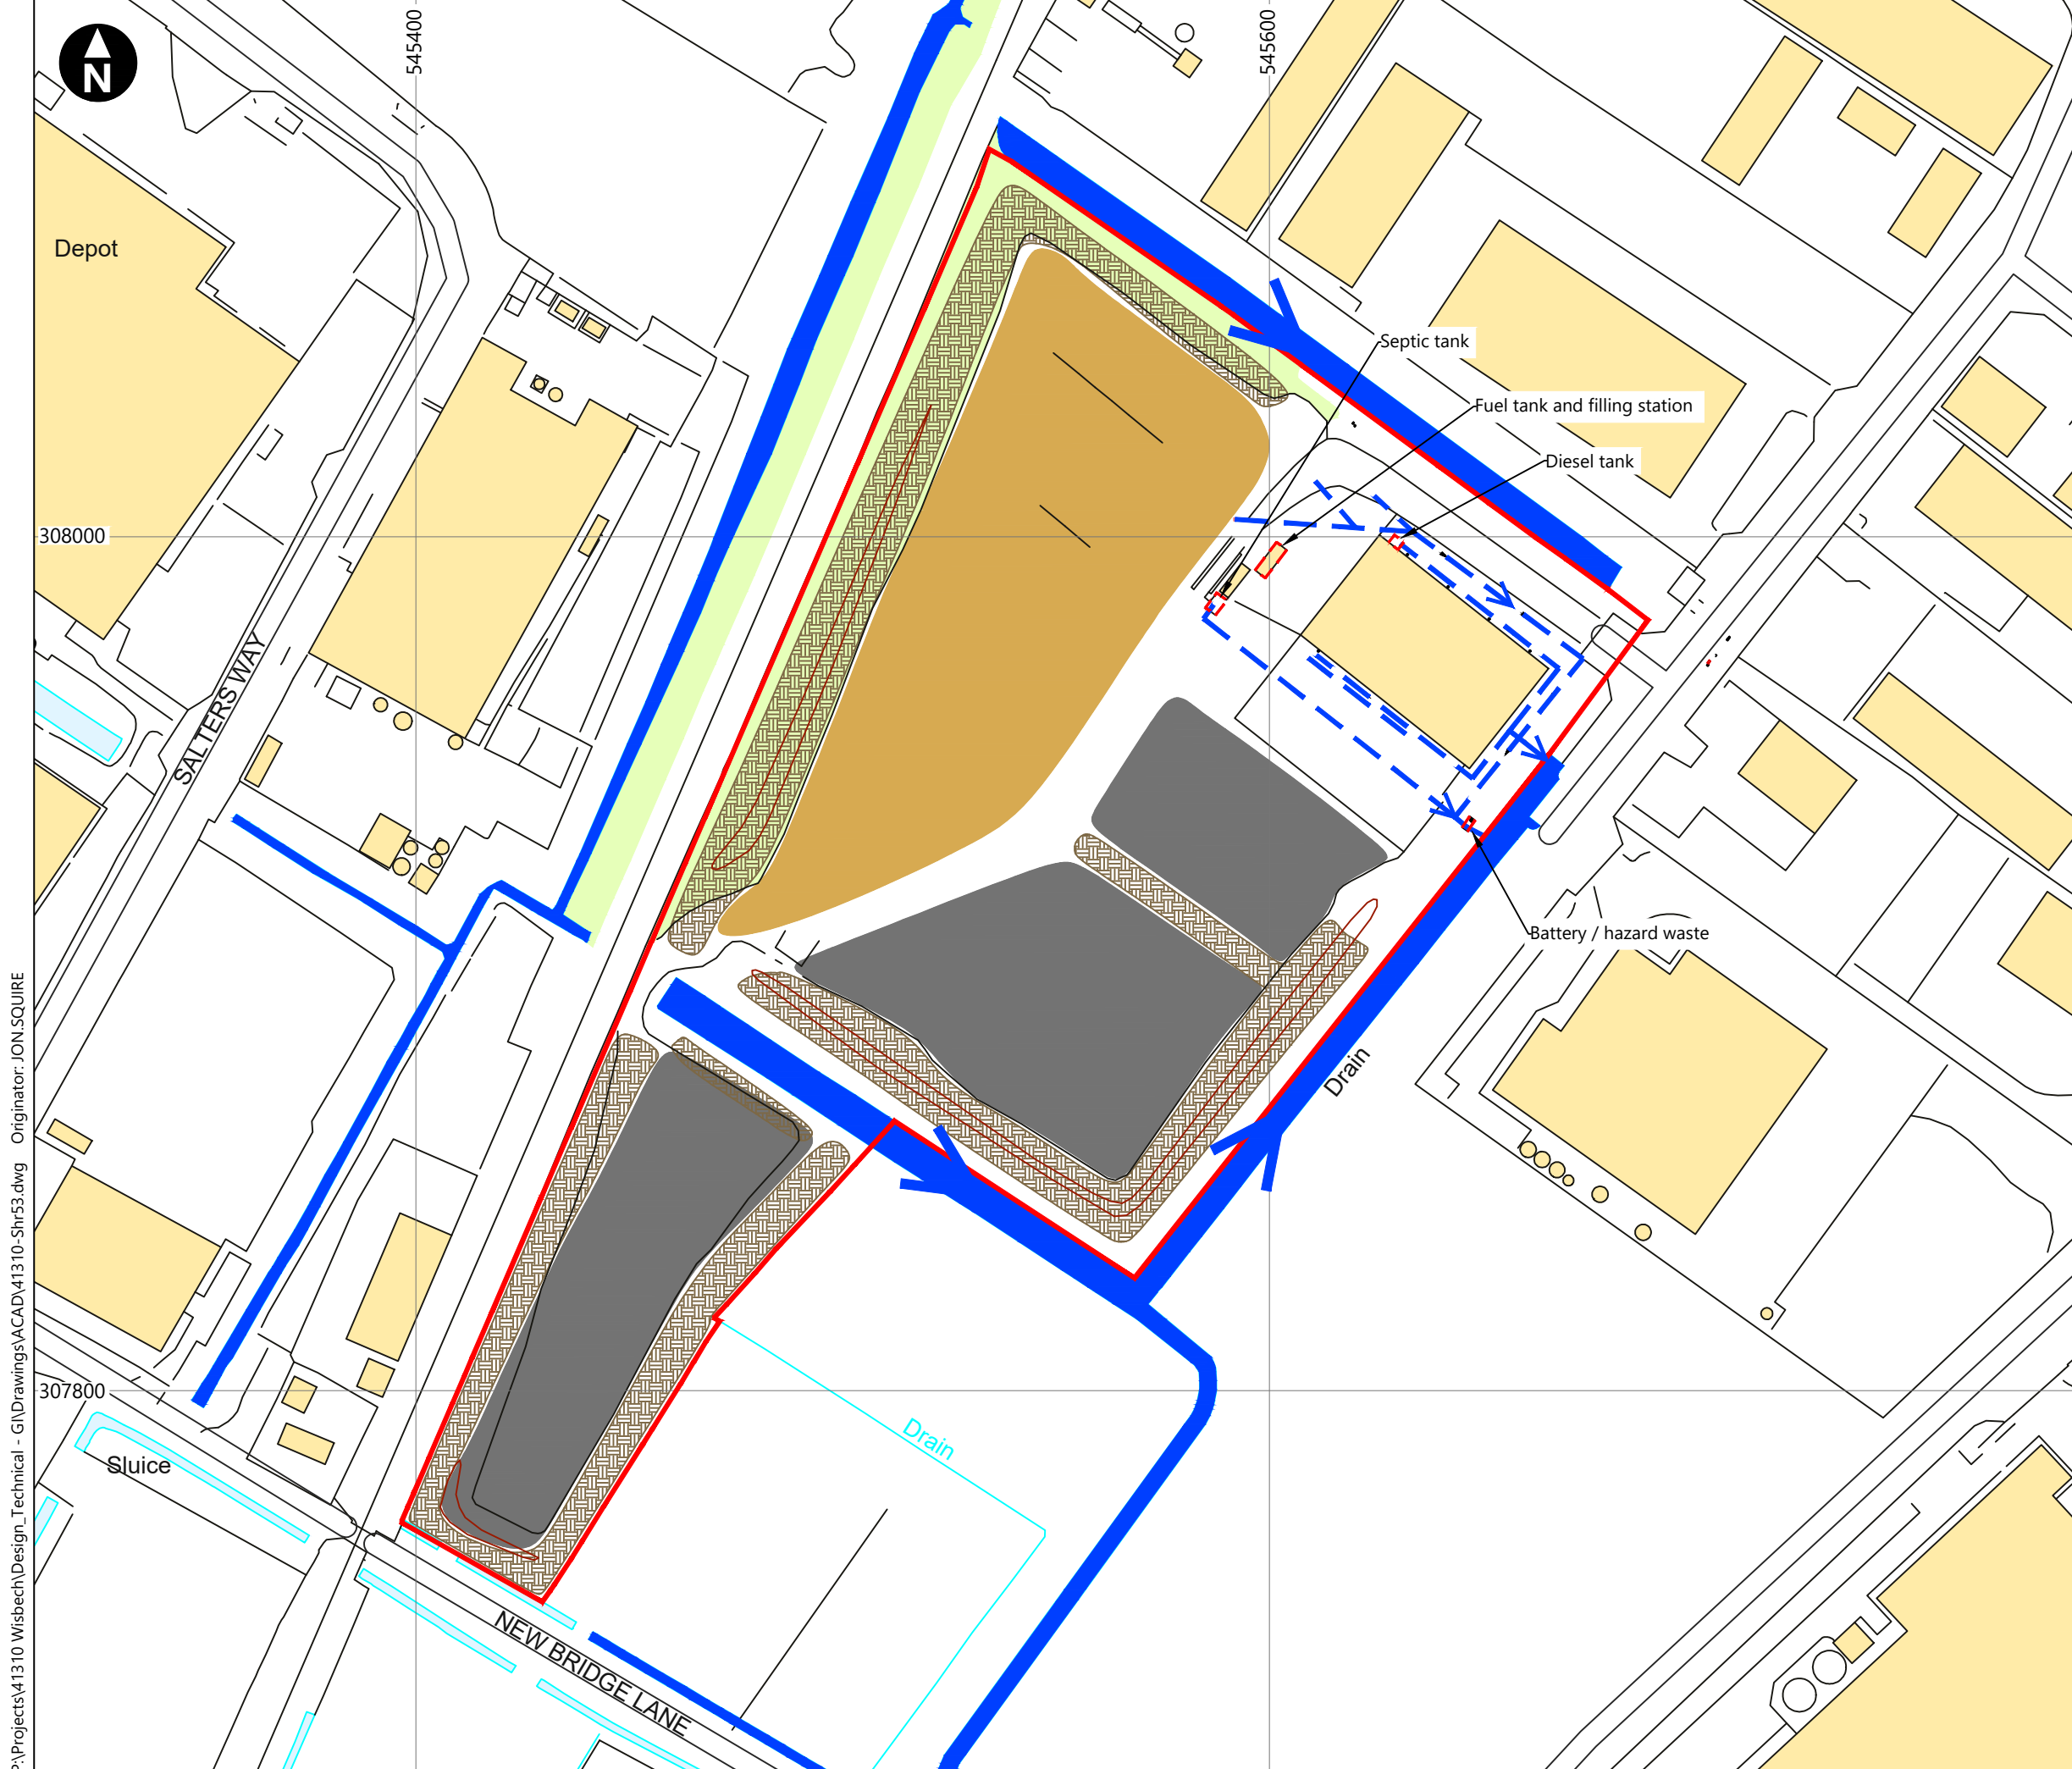 N
545400
545600
Depot
Septic tank
Fuel tank and filling station
Diesel tank
308000
SALTERS WAY
Battery / hazard waste
Drain
307800
Drain
Sluice
NEW BRIDGE LANE
P:\Projects\41310 Wisbech\Design_Technical - GI\Drawings\ACAD\41310-Shr53.dwg Originator: JON.SQUIRE